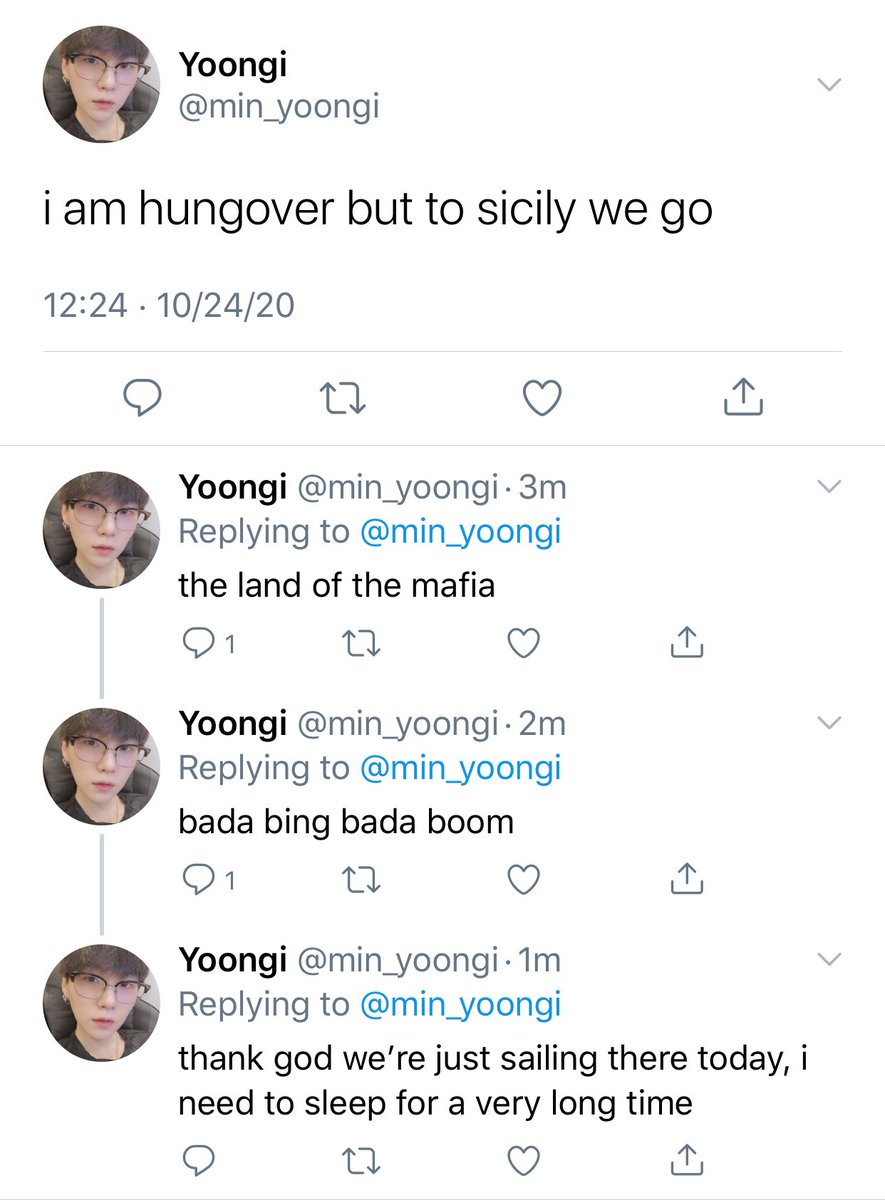 Yoongi
@min_yoongi
i am hungover but to sicily we go
12:24 · 10/24/20
Yoongi @min_yoongi · 3m
Replying to @min_yoongi
the land of the mafia
1
Yoongi @min_yoongi · 2m
Replying to @min_yoongi
bada bing bada boom
1
Yoongi @min_yoongi · 1m
Replying to @min_yoongi
thank god we’re just sailing there today, i
need to sleep for a very long time